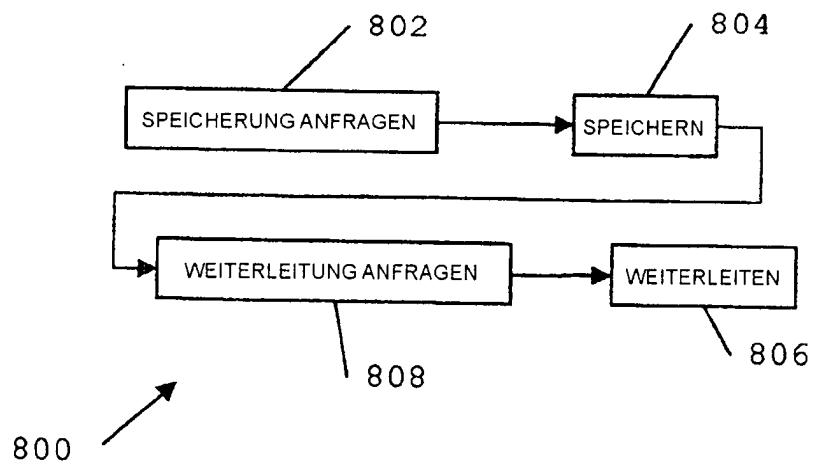 802
804
SPEICHERUNG ANFRAGEN
SPEICHERN
WEITERLEITUNG ANFRAGEN
WEITERLEITEN
808
806
800